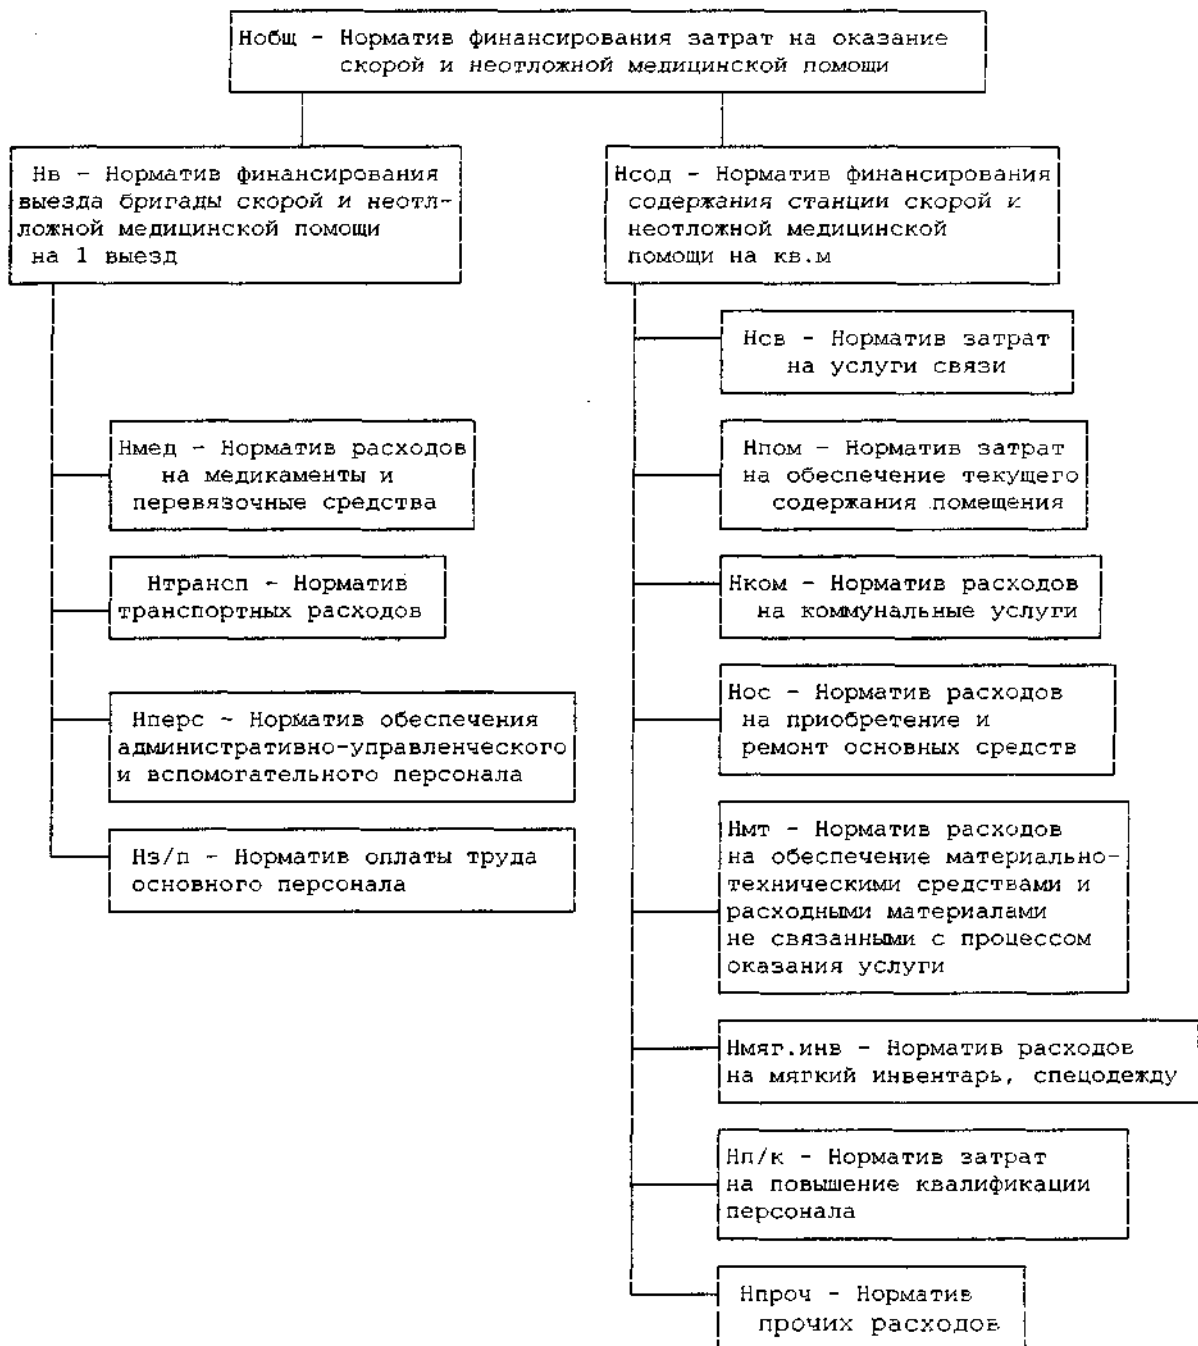 Нобщ - Норматив финансирования затрат на оказание
скорой и неотложной медицинской помощи
Нв - Норматив финансирования
выезда бригады скорой и неотл-
ложной медицинской помощи
на 1 выезд
Нмед - Норматив расходов
на медикаменты и
перевязочные средства
Нтрансп - Норматив
транспортных расходов
Нперс - Норматив обеспечения
административно-управленческого
и вспомогательного персонала
Нз/п - Норматив оплаты труда
основного персонала
Нсод - Норматив финансирования
содержания станции скорой и
неотложной медицинской
помощи на кв.м
Нсв - Норматив затрат
на услуги связи
Нпом - Норматив затрат
на обеспечение текущего
содержания помещения
Нком - Норматив расходов
на коммунальные услуги
Нос - Норматив расходов
на приобретение и
ремонт основных средств
Нмт - Норматив расходов
на обеспечение материально-
техническими средствами и
расходными материалами
не связанными с процессом
оказания услуги
Нмяг.инв - Норматив расходов
на мягкий инвентарь, спецодежду
Нп/к - Норматив затрат
на повышение квалификации
персонала
Нпроч - Норматив
прочих расходов